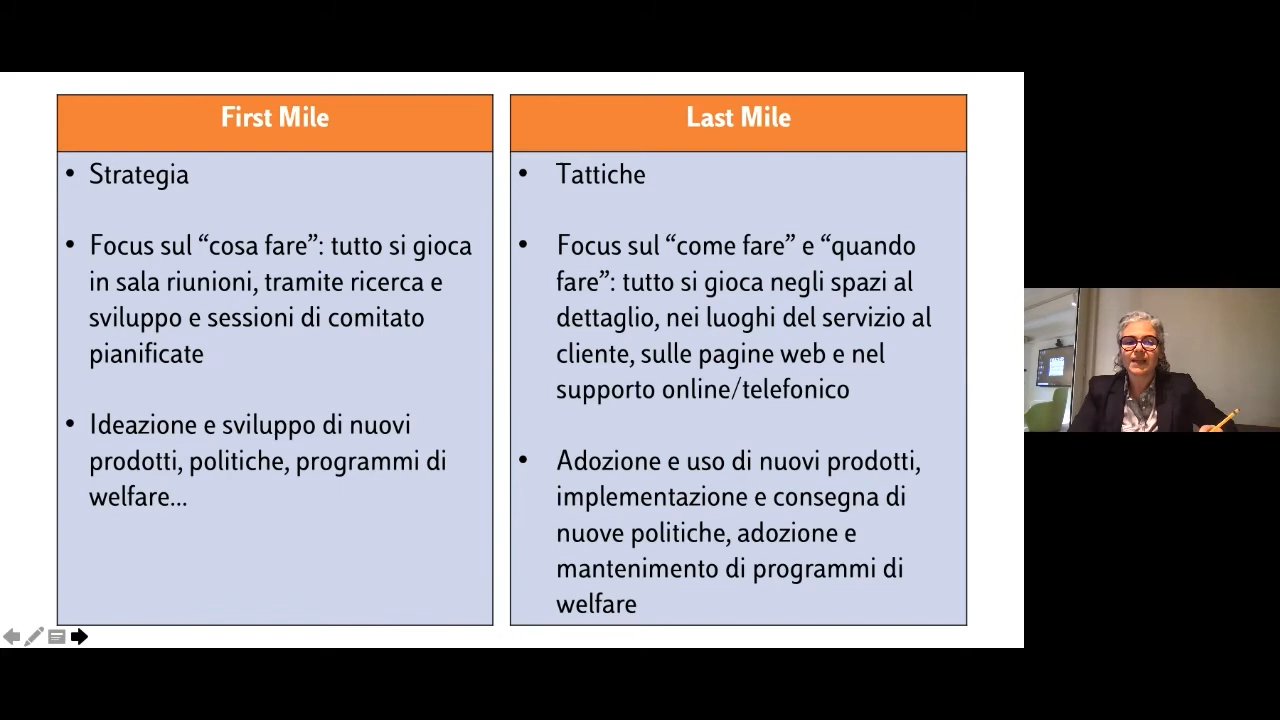 First Mile
• Strategia
• Focus sul “cosa fare”: tutto si gioca
in sala riunioni, tramite ricerca e
sviluppo e sessioni di comitato
pianificate
• Ideazione e sviluppo di nuovi
prodotti, politiche, programmi di
welfare...
Last Mile
• Tattiche
• Focus sul “come fare” e “quando
fare”: tutto si gioca negli spazi al
dettaglio, nei luoghi del servizio al
cliente, sulle pagine web e nel
supporto online/telefonico
• Adozione e uso di nuovi prodotti,
implementazione e consegna di
nuove politiche, adozione e
mantenimento di programmi di
welfare